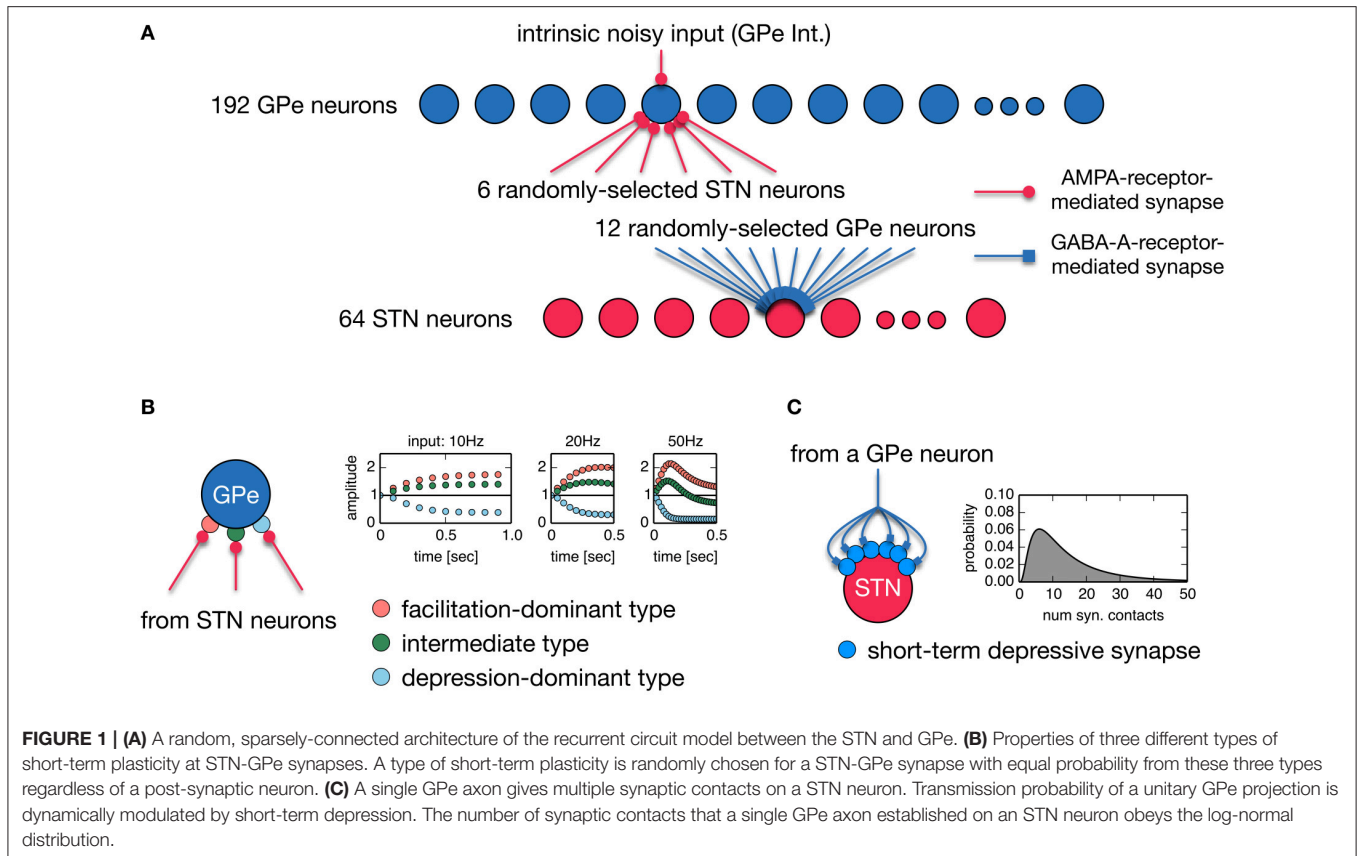 A
intrinsic noisy input (GPe Int.)
192 GPe neurons
6 randomly-selected STN neurons
12 randomly-selected GPe neurons
64 STN neurons
AMPA-receptor-
mediated synapse
GABA-A-receptor-
mediated synapse
B
GPe
from STN neurons
input: 10Hz
20Hz
50Hz
amplitude
2
1
0
0
0.5
1.0
time [sec]
2
1
0
0
0.5
time [sec]
2
1
0
0
0.5
time [sec]
facilitation-dominant type
intermediate type
depression-dominant type
C
from a GPe neuron
STN
probability
0.10
0.08
0.06
0.04
0.02
0.00
0 10 20 30 40 50
num syn. contacts
short-term depressive synapse
FIGURE 1 | (A) A random, sparsely-connected architecture of the recurrent circuit model between the STN and GPe. (B) Properties of three different types of
short-term plasticity at STN-GPe synapses. A type of short-term plasticity is randomly chosen for a STN-GPe synapse with equal probability from these three types
regardless of a post-synaptic neuron. (C) A single GPe axon gives multiple synaptic contacts on a STN neuron. Transmission probability of a unitary GPe projection is
dynamically modulated by short-term depression. The number of synaptic contacts that a single GPe axon established on an STN neuron obeys the log-normal
distribution.